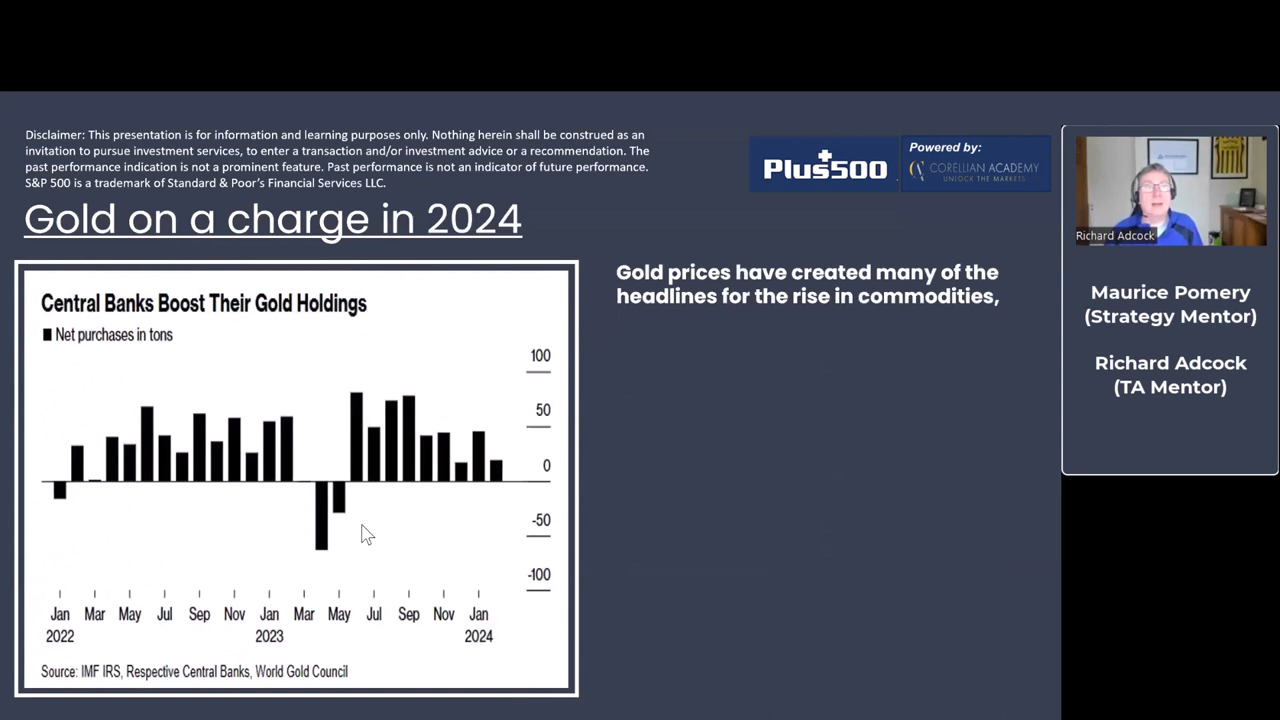 Disclaimer: This presentation is for information and learning purposes only. Nothing herein shall be construed as an
invitation to pursue investment services, to enter a transaction and/or investment advice or a recommendation. The
past performance indication is not a prominent feature. Past performance is not an indicator of future performance.
S&P 500 is a trademark of Standard & Poor's Financial Services LLC.
Plus500
Powered by:
CORELLIAN ACADEMY
UNLOCK THE MARKETS
Gold on a charge in 2024
Central Banks Boost Their Gold Holdings
Net purchases in tons
100
50
0
-50
-100
Jan Mar May Jul Sep Nov Jan Mar May Jul Sep Nov Jan
2022 2023 2024
Source: IMF IRS, Respective Central Banks, World Gold Council
Gold prices have created many of the
headlines for the rise in commodities,
Richard Adcock
Maurice Pomery
(Strategy Mentor)
Richard Adcock
(TA Mentor)